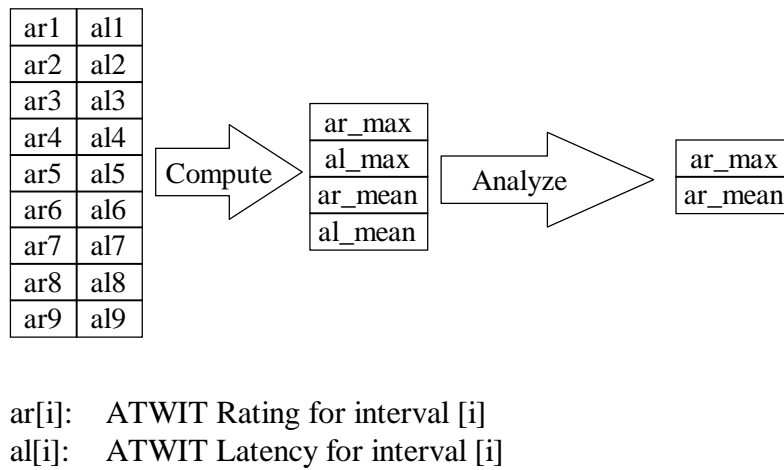 ar1 al1
ar2 al2
ar3 al3
ar4 al4
ar5 al5
ar6 al6
ar7 al7
ar8 al8
ar9 al9
Compute
ar_max
al_max
ar_mean
al_mean
Analyze
ar_max
ar_mean
ar[i]: ATWIT Rating for interval [i]
al[i]: ATWIT Latency for interval [i]